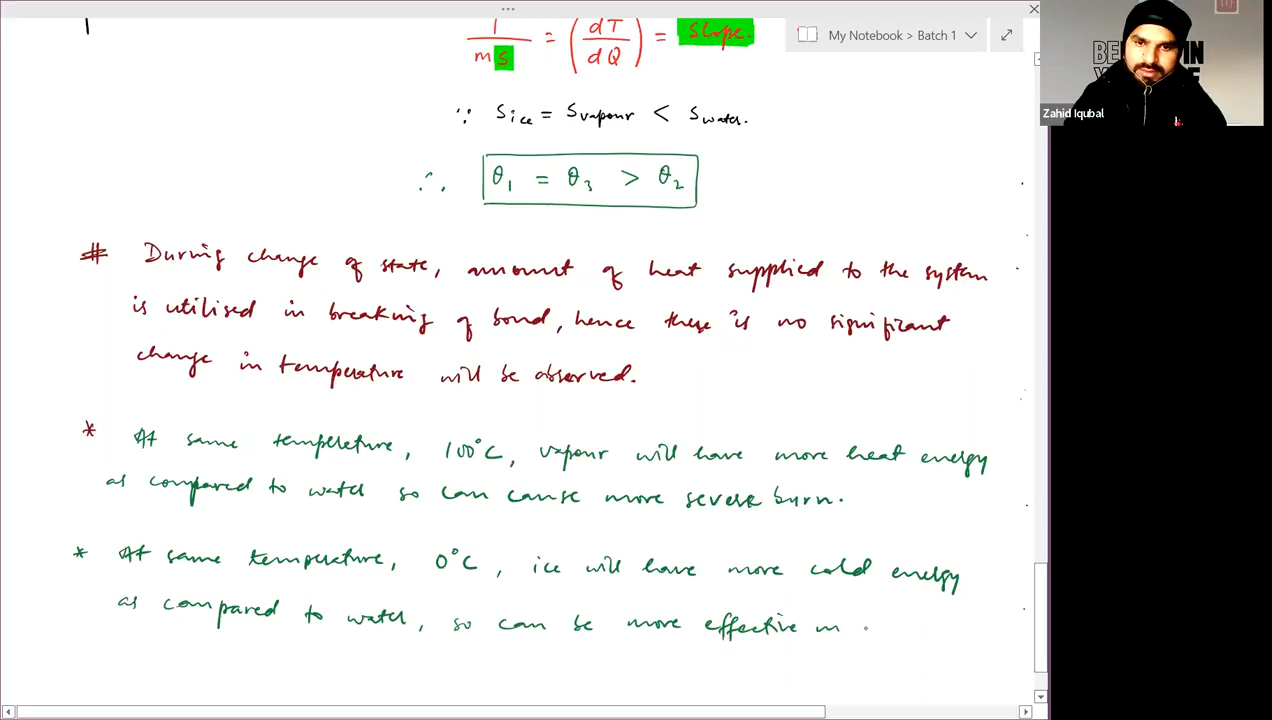 1/ms = (dT/dQ) = slope.
My Notebook > Batch 1
Zahid Iqubal
∵ Sice = Svapour < Swater.
∴ θ1 = θ3 > θ2
# During change of state, amount of heat supplied to the system
is utilised in breaking of bond, hence there is no significant
change in temperature will be observed.
* At same temperature, 100°C, vapour will have more heat energy
as compared to water so can cause more severe burn.
* At same temperature, 0°C, ice will have more cold energy
as compared to water, so can be more effective in